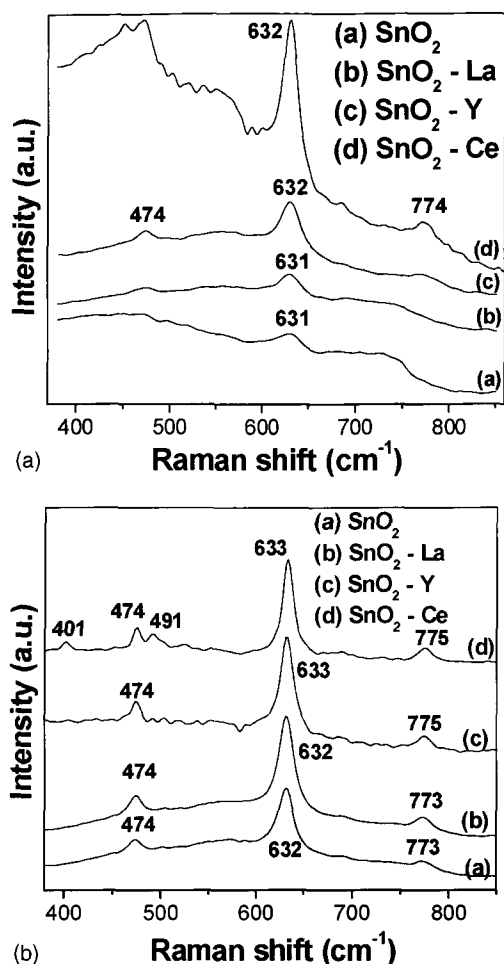 632
(a) SnO2
(b) SnO2 - La
(c) SnO2 - Y
(d) SnO2 - Ce
632
474
774
631
631
(d)
(c)
(b)
(a)
Intensity (a.u.)
400 500 600 700 800
(a)
Raman shift (cm-1)
(a) SnO2
(b) SnO2 - La
(c) SnO2 - Y
(d) SnO2 - Ce
633
474 491
401
775
(d)
633
474
775
(c)
632
474
773
(b)
474
632
773
(a)
Intensity (a.u.)
400 500 600 700 800
(b)
Raman shift (cm-1)